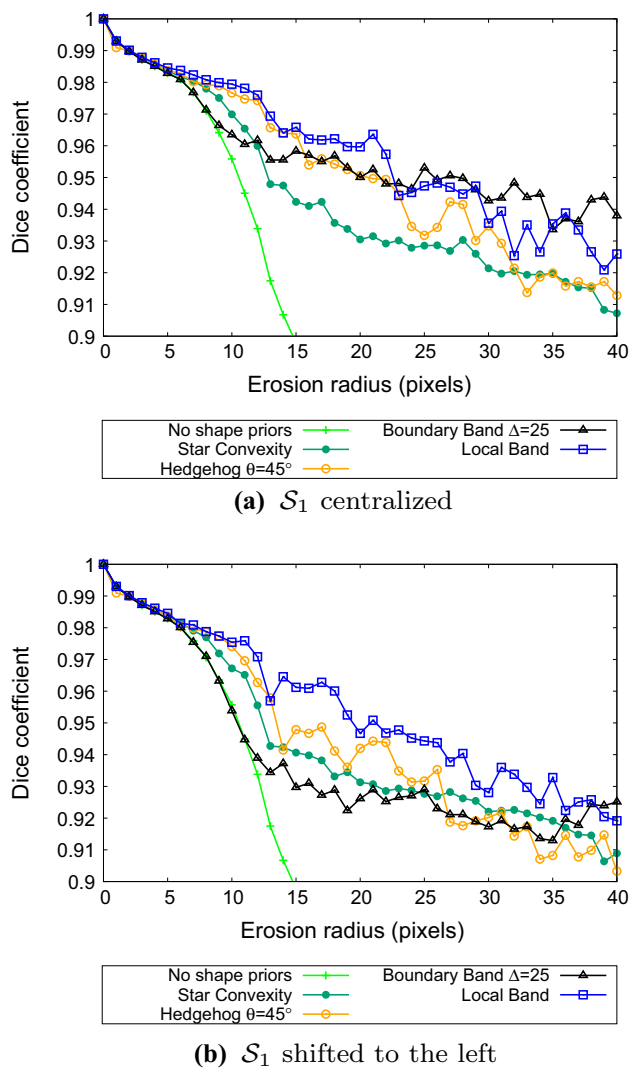 1
0.99
0.98
0.97
0.96
0.95
0.94
0.93
0.92
0.91
0.9
Dice coefficient
0 5 10 15 20 25 30 35 40
Erosion radius (pixels)
No shape priors
Star Convexity
Hedgehog θ=45°
Boundary Band Δ=25
Local Band
(a) 𝒮₁ centralized
1
0.99
0.98
0.97
0.96
0.95
0.94
0.93
0.92
0.91
0.9
Dice coefficient
0 5 10 15 20 25 30 35 40
Erosion radius (pixels)
No shape priors
Star Convexity
Hedgehog θ=45°
Boundary Band Δ=25
Local Band
(b) 𝒮₁ shifted to the left